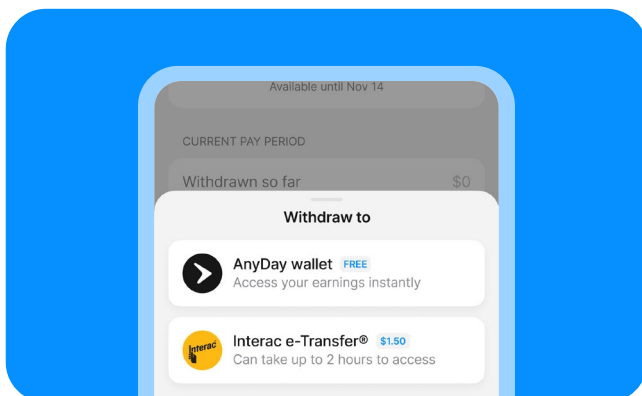 Available until Nov 14
CURRENT PAY PERIOD
Withdrawn so far $0
Withdraw to
AnyDay wallet FREE
Access your earnings instantly
Interac
Interac e-Transfer® $1.50
Can take up to 2 hours to access